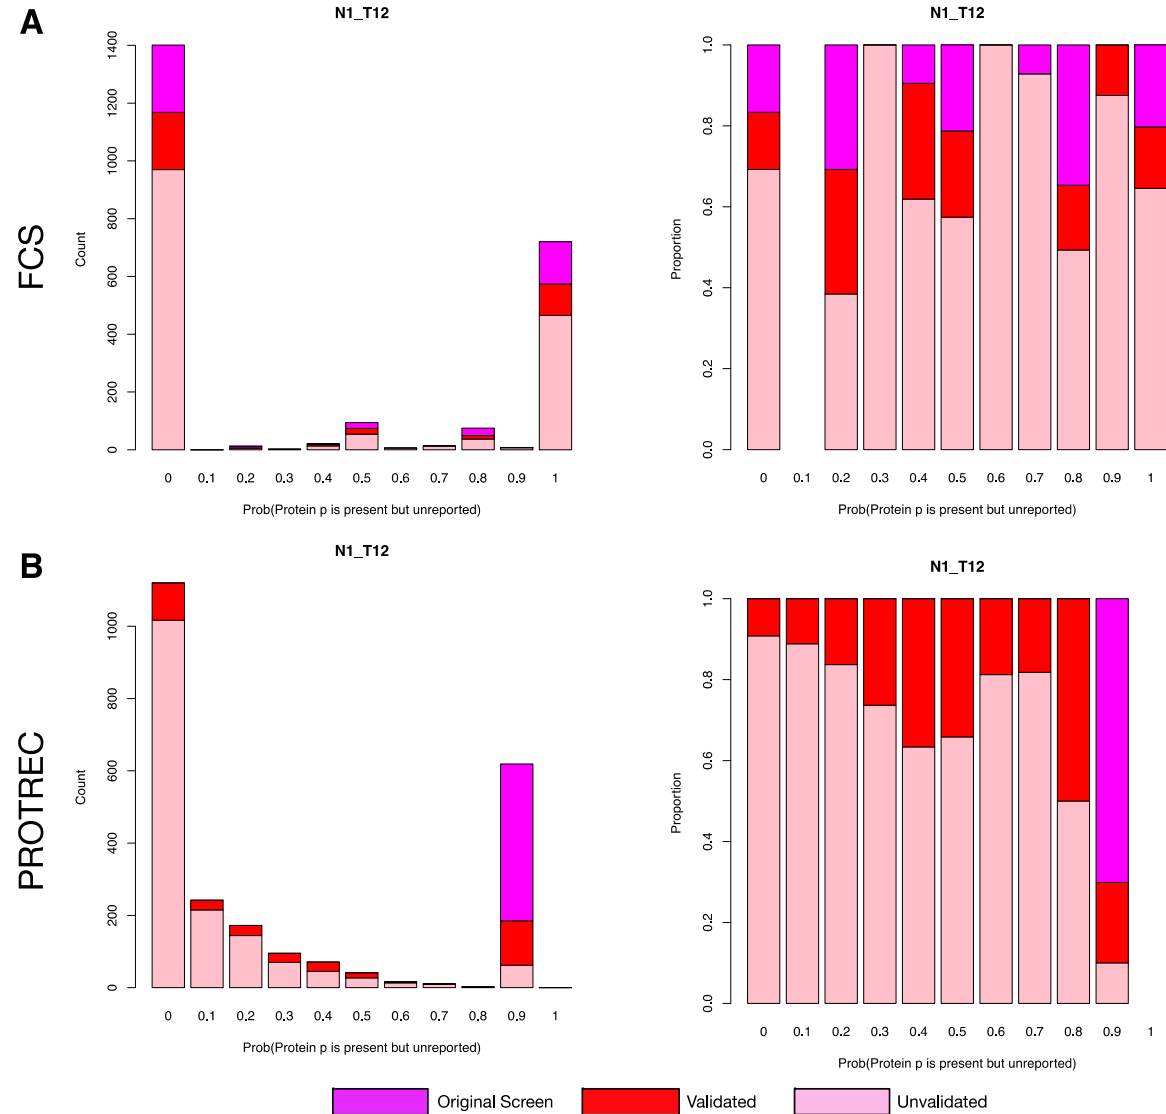 A
N1_T12
N1_T12
FCS
Count
0
200
400
600
800
1000
1200
1400
0 0.1 0.2 0.3 0.4 0.5 0.6 0.7 0.8 0.9 1
Prob(Protein p is present but unreported)
Proportion
0.0
0.2
0.4
0.6
0.8
1.0
0 0.1 0.2 0.3 0.4 0.5 0.6 0.7 0.8 0.9 1
Prob(Protein p is present but unreported)
B
N1_T12
N1_T12
PROTREC
Count
0
200
400
600
800
1000
0 0.1 0.2 0.3 0.4 0.5 0.6 0.7 0.8 0.9 1
Prob(Protein p is present but unreported)
Proportion
0.0
0.2
0.4
0.6
0.8
1.0
0 0.1 0.2 0.3 0.4 0.5 0.6 0.7 0.8 0.9 1
Prob(Protein p is present but unreported)
Original Screen Validated Unvalidated